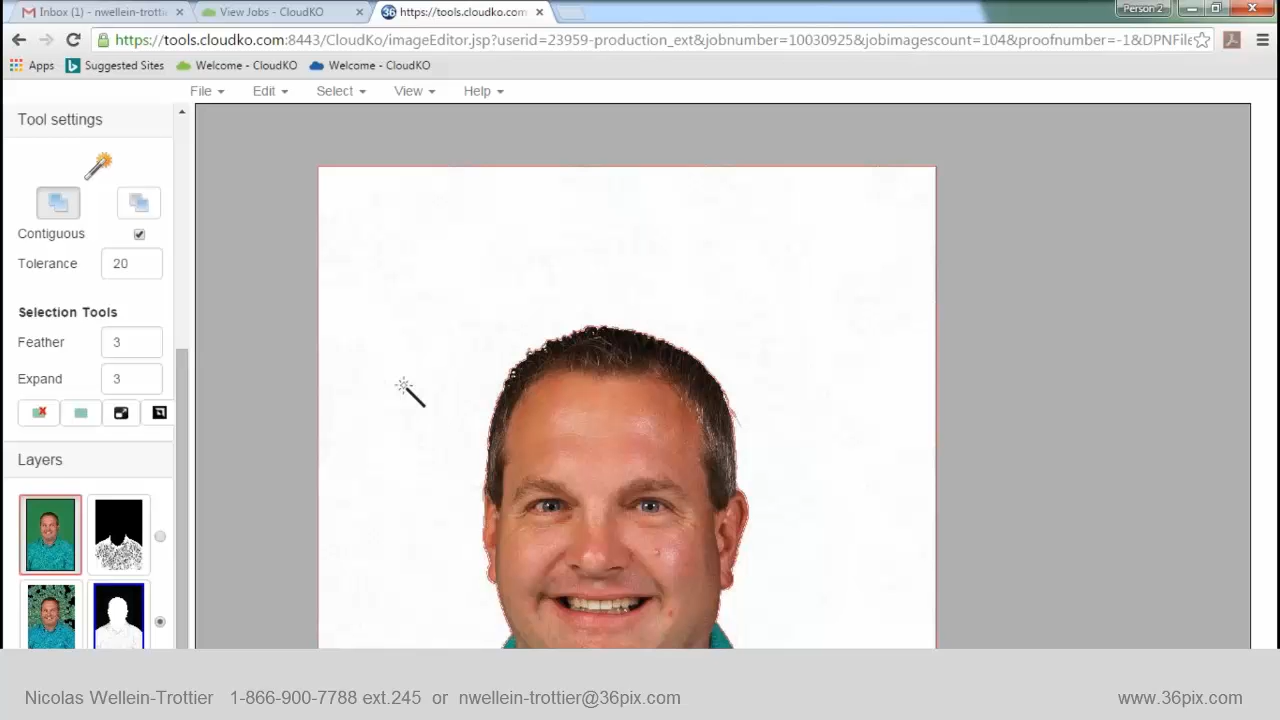 Inbox (1) - nwellein-trotti
View Jobs - CloudKO
36 https://tools.cloudko.com
Person 2
https://tools.cloudko.com:8443/CloudKo/imageEditor.jsp?userid=23959-production_ext&jobnumber=10030925&jobimagescount=104&proofnumber=-1&DPNFile
Apps
Suggested Sites
Welcome - CloudKO
Welcome - CloudKO
File
Edit
Select
View
Help
Tool settings
Contiguous
Tolerance 20
Selection Tools
Feather 3
Expand 3
Layers
Nicolas Wellein-Trottier 1-866-900-7788 ext.245 or nwellein-trottier@36pix.com
www.36pix.com